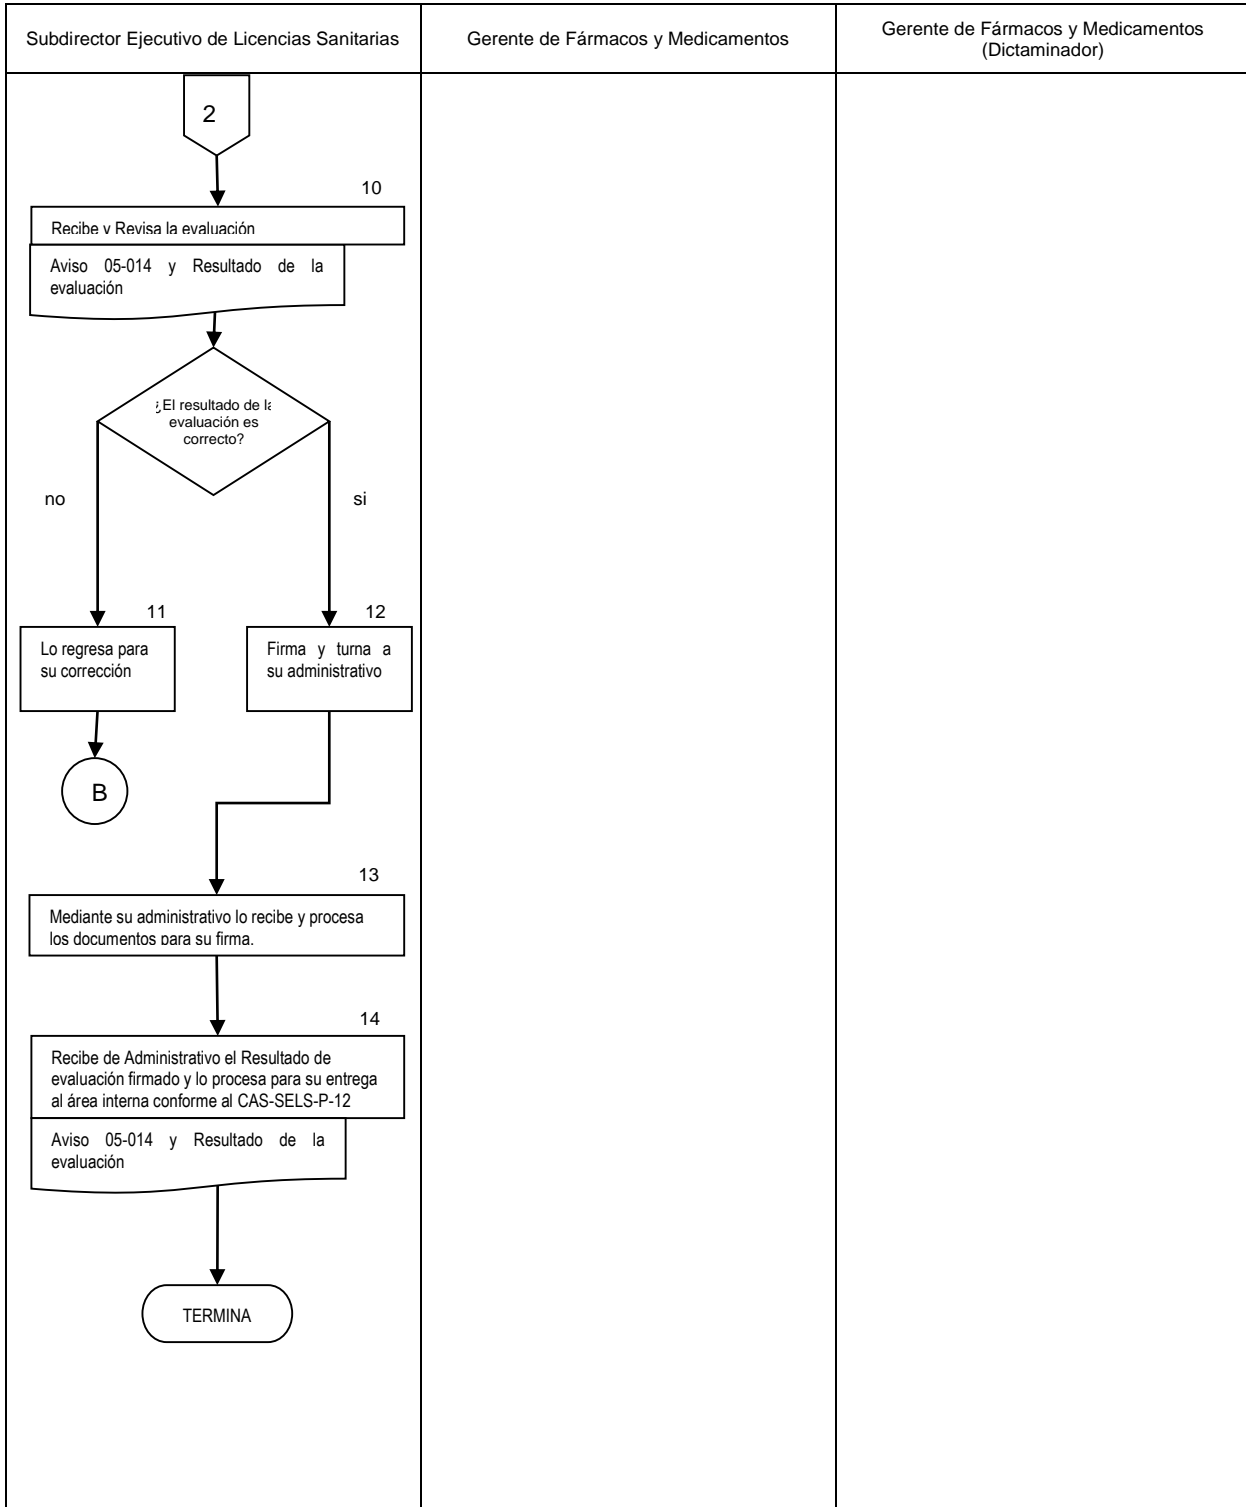 Subdirector Ejecutivo de Licencias Sanitarias
Gerente de Fármacos y Medicamentos
Gerente de Fármacos y Medicamentos
(Dictaminador)
2
10
Recibe y Revisa la evaluación
Aviso 05-014 y Resultado de la
evaluación
¿El resultado de la
evaluación es
correcto?
no
si
11
Lo regresa para
su corrección
12
Firma y turna a
su administrativo
B
13
Mediante su administrativo lo recibe y procesa
los documentos para su firma.
14
Recibe de Administrativo el Resultado de
evaluación firmado y lo procesa para su entrega
al área interna conforme al CAS-SELS-P-12
Aviso 05-014 y Resultado de la
evaluación
TERMINA